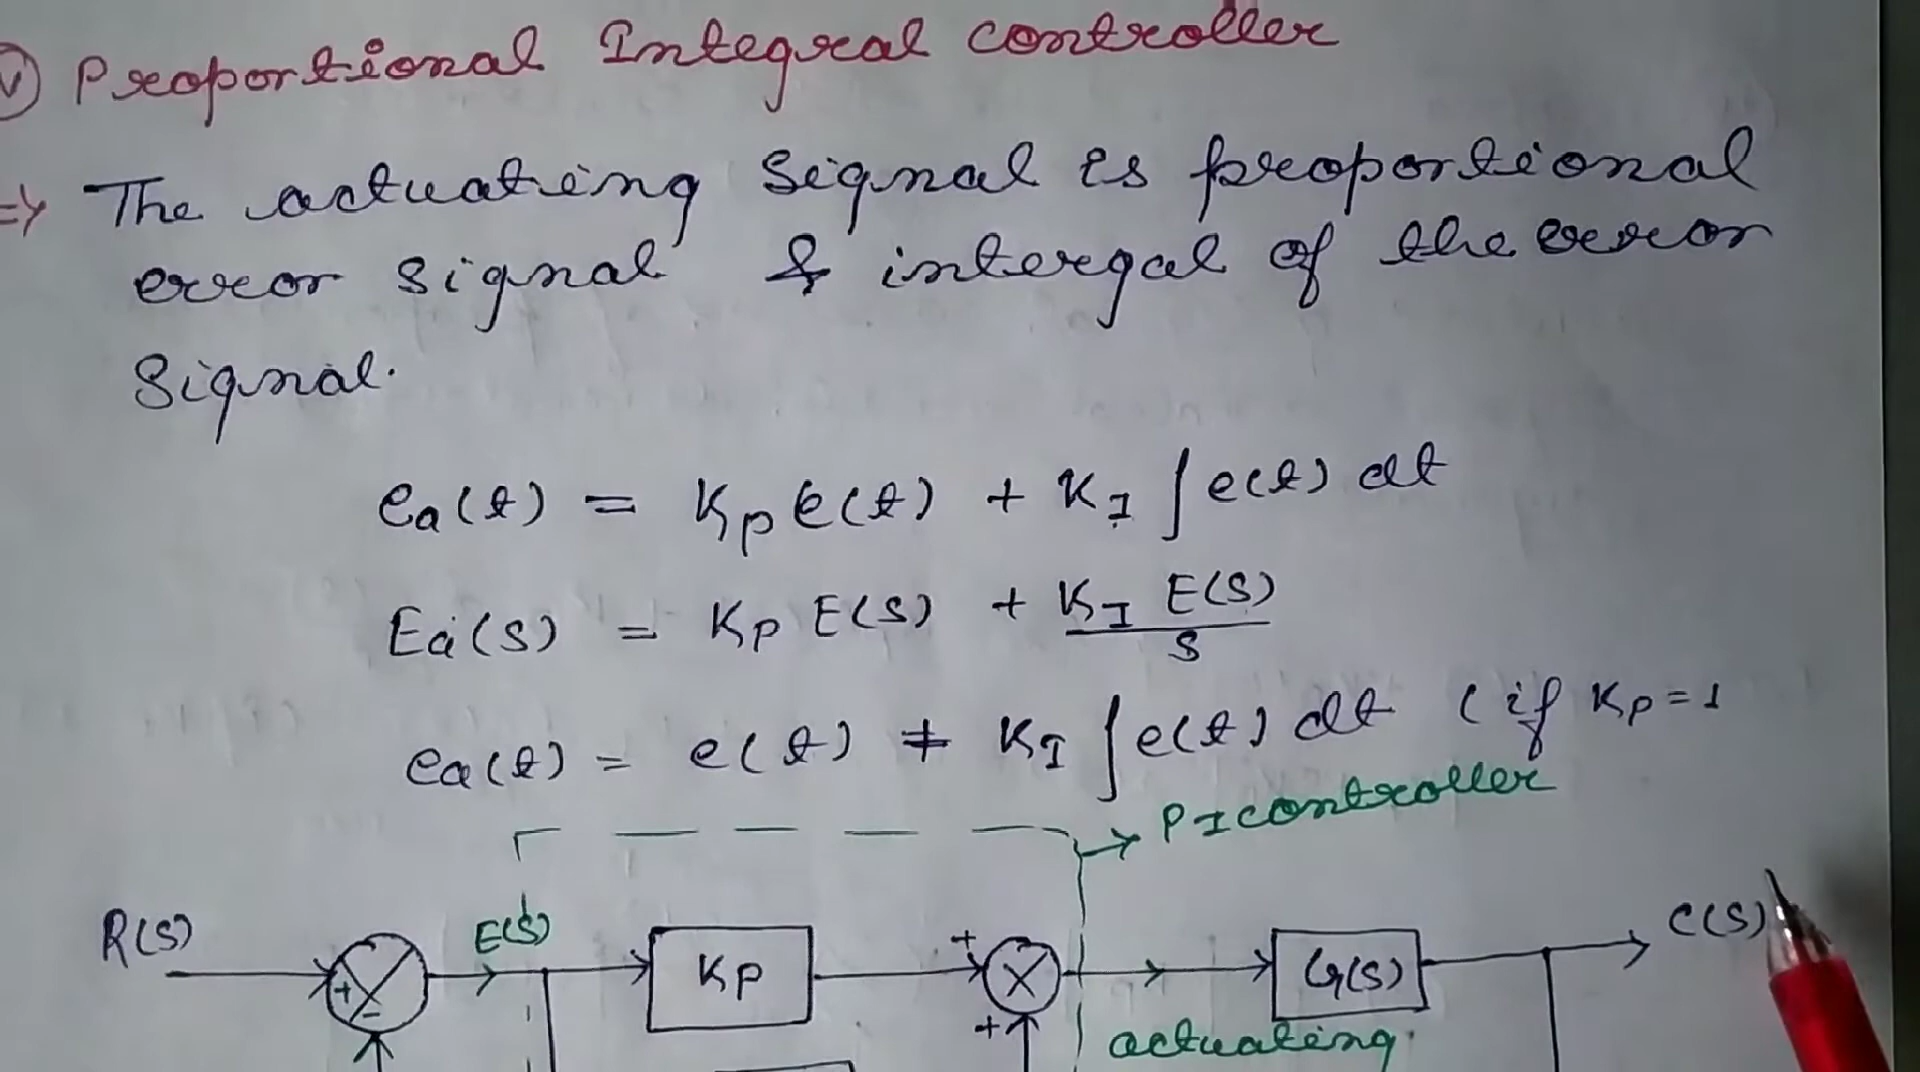 v) Proportional Integral controller
=> The actuating signal is proportional
error signal & intergal of the error
signal.
ea(t) = Kp e(t) + KI ∫ e(t) dt
Ea(s) = Kp E(s) + KI E(s) / s
ea(t) = e(t) + KI ∫ e(t) dt ( if Kp = 1
→ PI controller
R(s) E(s) Kp G(s) C(s)
+ - + +
actuating